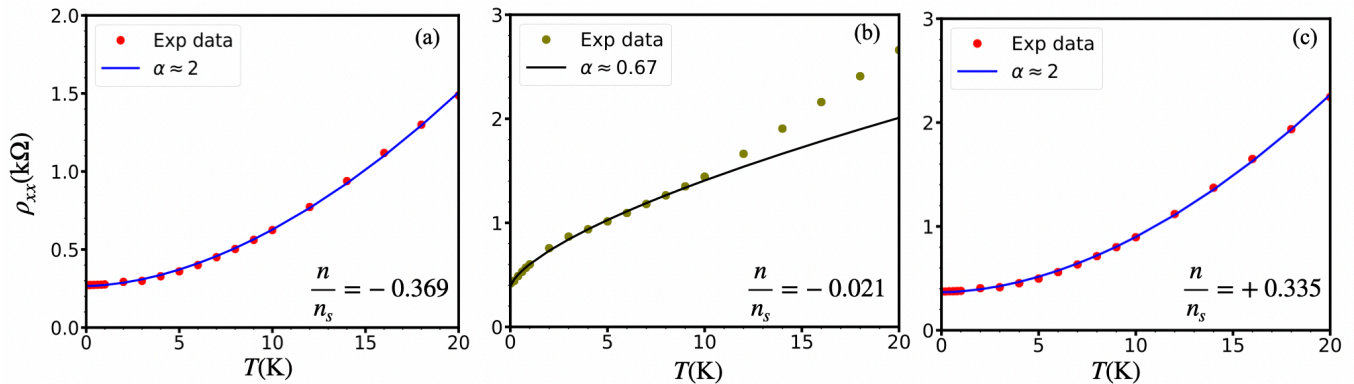 2.0
1.5
1.0
0.5
0.0
ρxx(kΩ)
Exp data
α ≈ 2
(a)
n/ns = − 0.369
0 5 10 15 20
T(K)
3
2
1
0
Exp data
α ≈ 0.67
(b)
n/ns = − 0.021
0 5 10 15 20
T(K)
3
2
1
0
Exp data
α ≈ 2
(c)
n/ns = + 0.335
0 5 10 15 20
T(K)